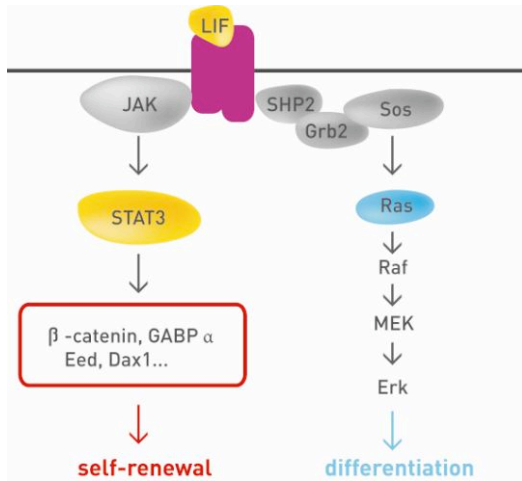 LIF
JAK
SHP2
Grb2
Sos
STAT3
Ras
Raf
MEK
Erk
β -catenin, GABP α
Eed, Dax1...
self-renewal
differentiation